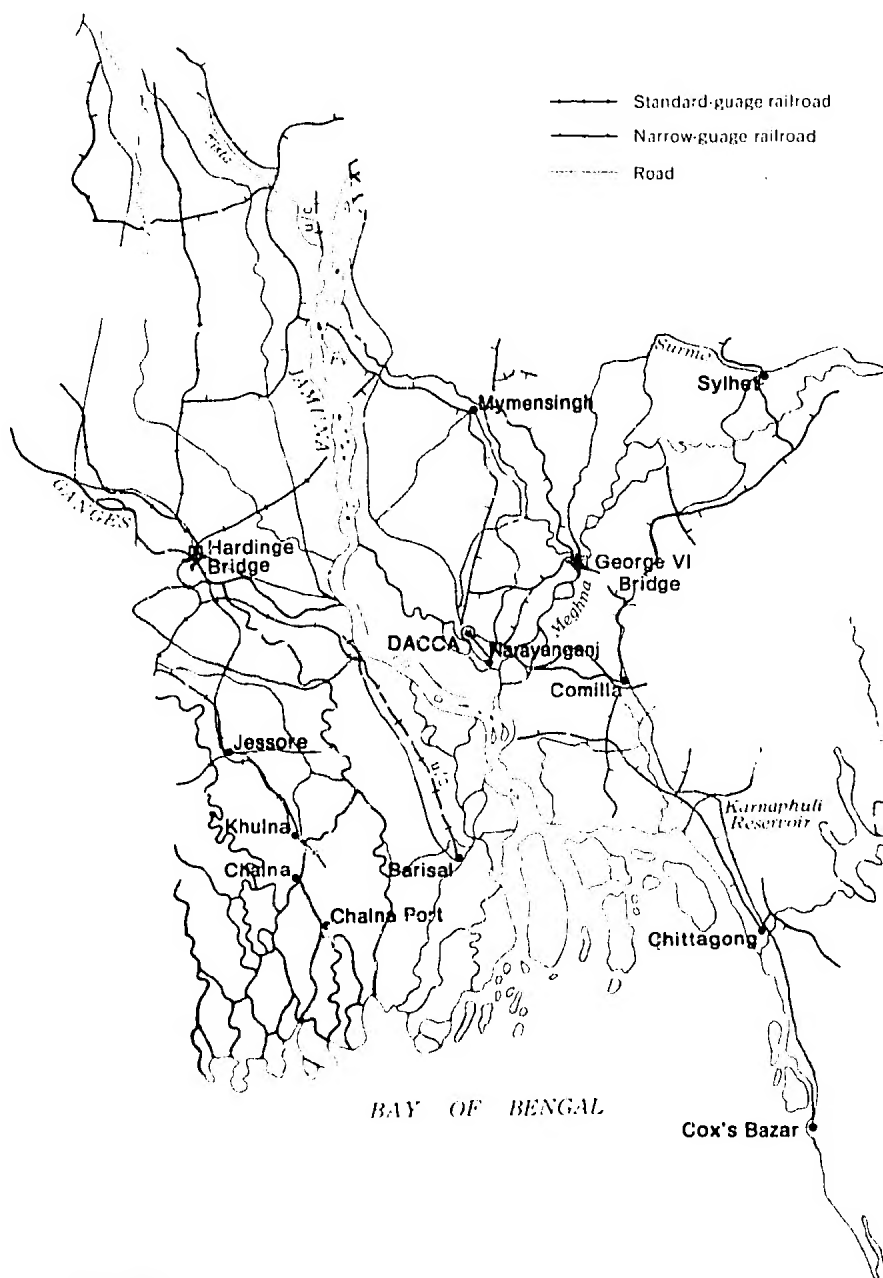 Standard-guage railroad
Narrow-guage railroad
Road
Tista
u/c
JAMUNA
Surma
Sylhet
Mymensingh
GANGES
Hardinge
Bridge
George VI
Bridge
Meghna
DACCA
Narayanganj
Comilla
Jessore
u/c
Karnaphuli
Reservoir
Khulna
Chalna
Barisal
Chalna Port
Chittagong
BAY OF BENGAL
Cox's Bazar